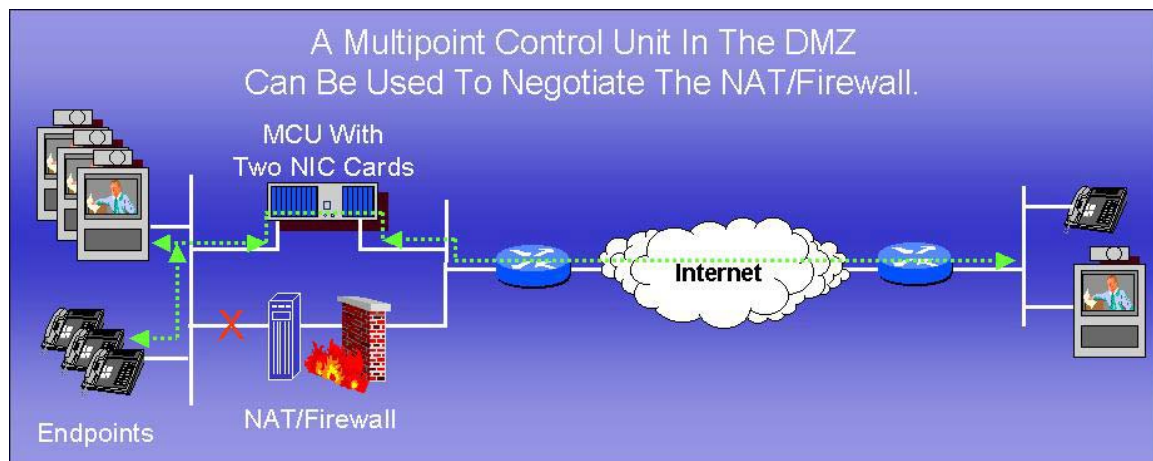 A Multipoint Control Unit In The DMZ
Can Be Used To Negotiate The NAT/Firewall.
MCU With
Two NIC Cards
Internet
NAT/Firewall
Endpoints